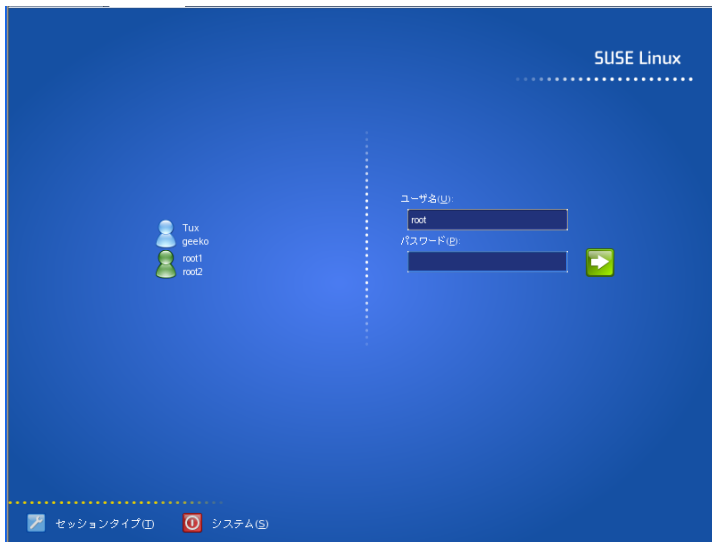 SUSE Linux
Tux
geeko
root1
root2
ユーザ名(U):
root
パスワード(P):
セッションタイプ(T)
システム(S)